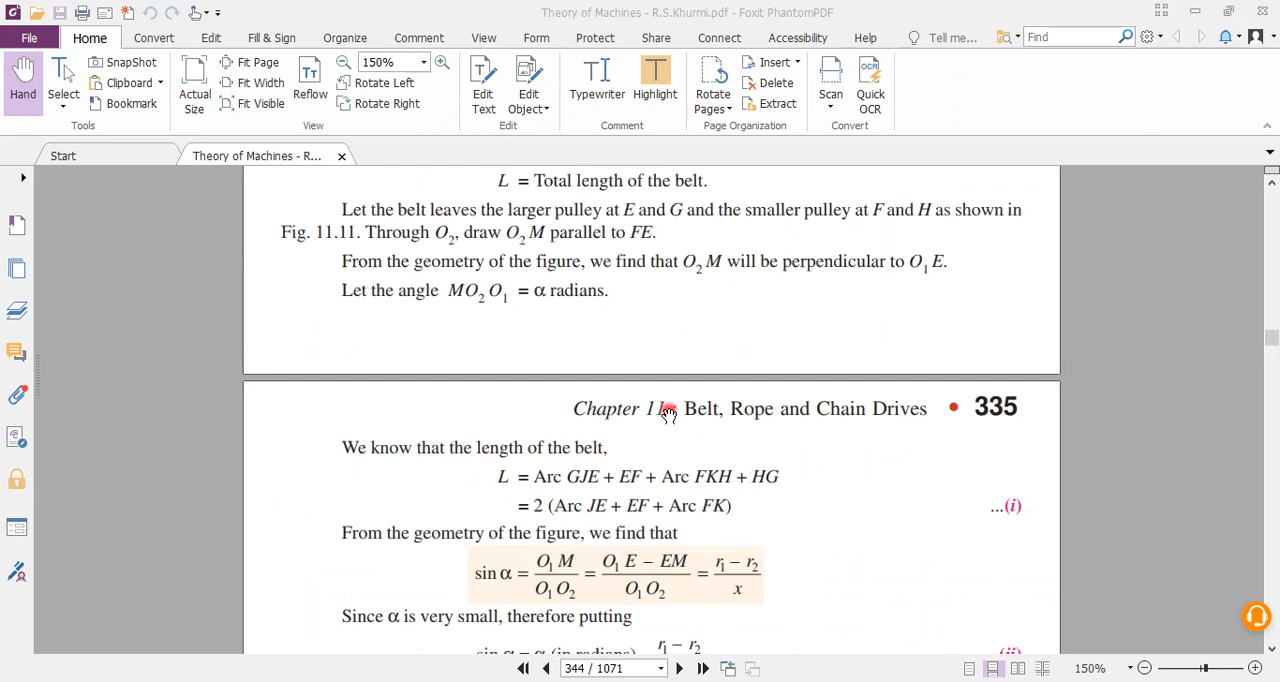 Theory of Machines - R.S.Khurmi.pdf - Foxit PhantomPDF
File Home Convert Edit Fill & Sign Organize Comment View Form Protect Share Connect Accessibility Help Tell me... Find
Hand Select SnapShot Clipboard Bookmark Actual Size Fit Page Fit Width Fit Visible Reflow 150% Rotate Left Rotate Right Edit Text Edit Object Typewriter Highlight Rotate Pages Insert Delete Extract Scan Quick OCR
Tools View Edit Comment Page Organization Convert
Start Theory of Machines - R....
L = Total length of the belt.
Let the belt leaves the larger pulley at E and G and the smaller pulley at F and H as shown in
Fig. 11.11. Through O₂, draw O₂ M parallel to FE.
From the geometry of the figure, we find that O₂ M will be perpendicular to O₁ E.
Let the angle MO₂ O₁ = α radians.
Chapter 11 Belt, Rope and Chain Drives • 335
We know that the length of the belt,
L = Arc GJE + EF + Arc FKH + HG
= 2 (Arc JE + EF + Arc FK) ...(i)
From the geometry of the figure, we find that
sin α = O₁ M / O₁ O₂ = O₁ E − EM / O₁ O₂ = r₁ − r₂ / x
Since α is very small, therefore putting
sin α = α (in radians) r₁ − r₂ ...(ii)
344 / 1071 150%